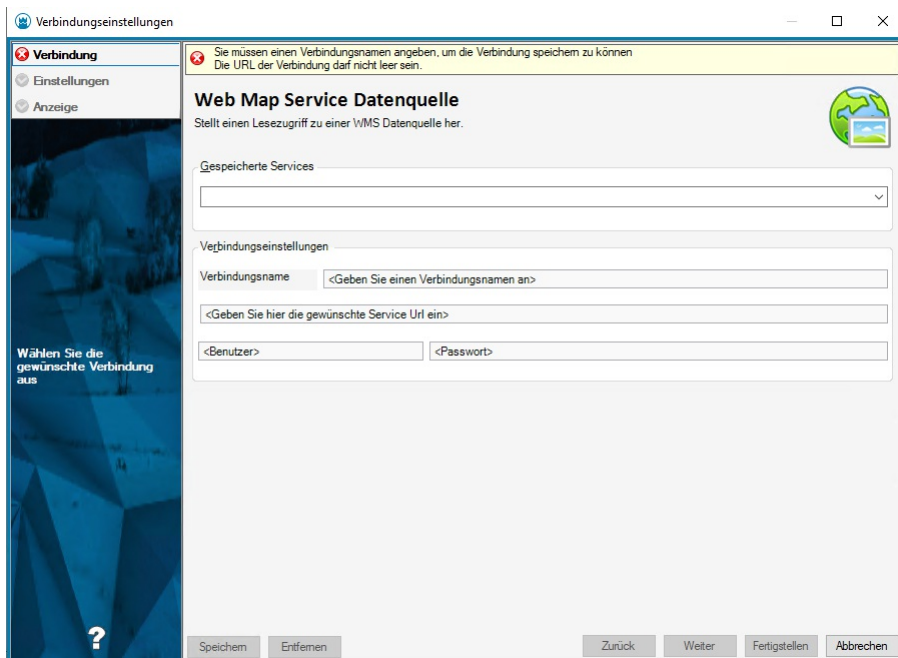 Verbindungseinstellungen
Verbindung
Einstellungen
Anzeige
Wählen Sie die
gewünschte Verbindung
aus
?
Sie müssen einen Verbindungsnamen angeben, um die Verbindung speichern zu können
Die URL der Verbindung darf nicht leer sein.
Web Map Service Datenquelle
Stellt einen Lesezugriff zu einer WMS Datenquelle her.
Gespeicherte Services
Verbindungseinstellungen
Verbindungsname <Geben Sie einen Verbindungsnamen an>
<Geben Sie hier die gewünschte Service Url ein>
<Benutzer> <Passwort>
Speichern Entfernen Zurück Weiter Fertigstellen Abbrechen